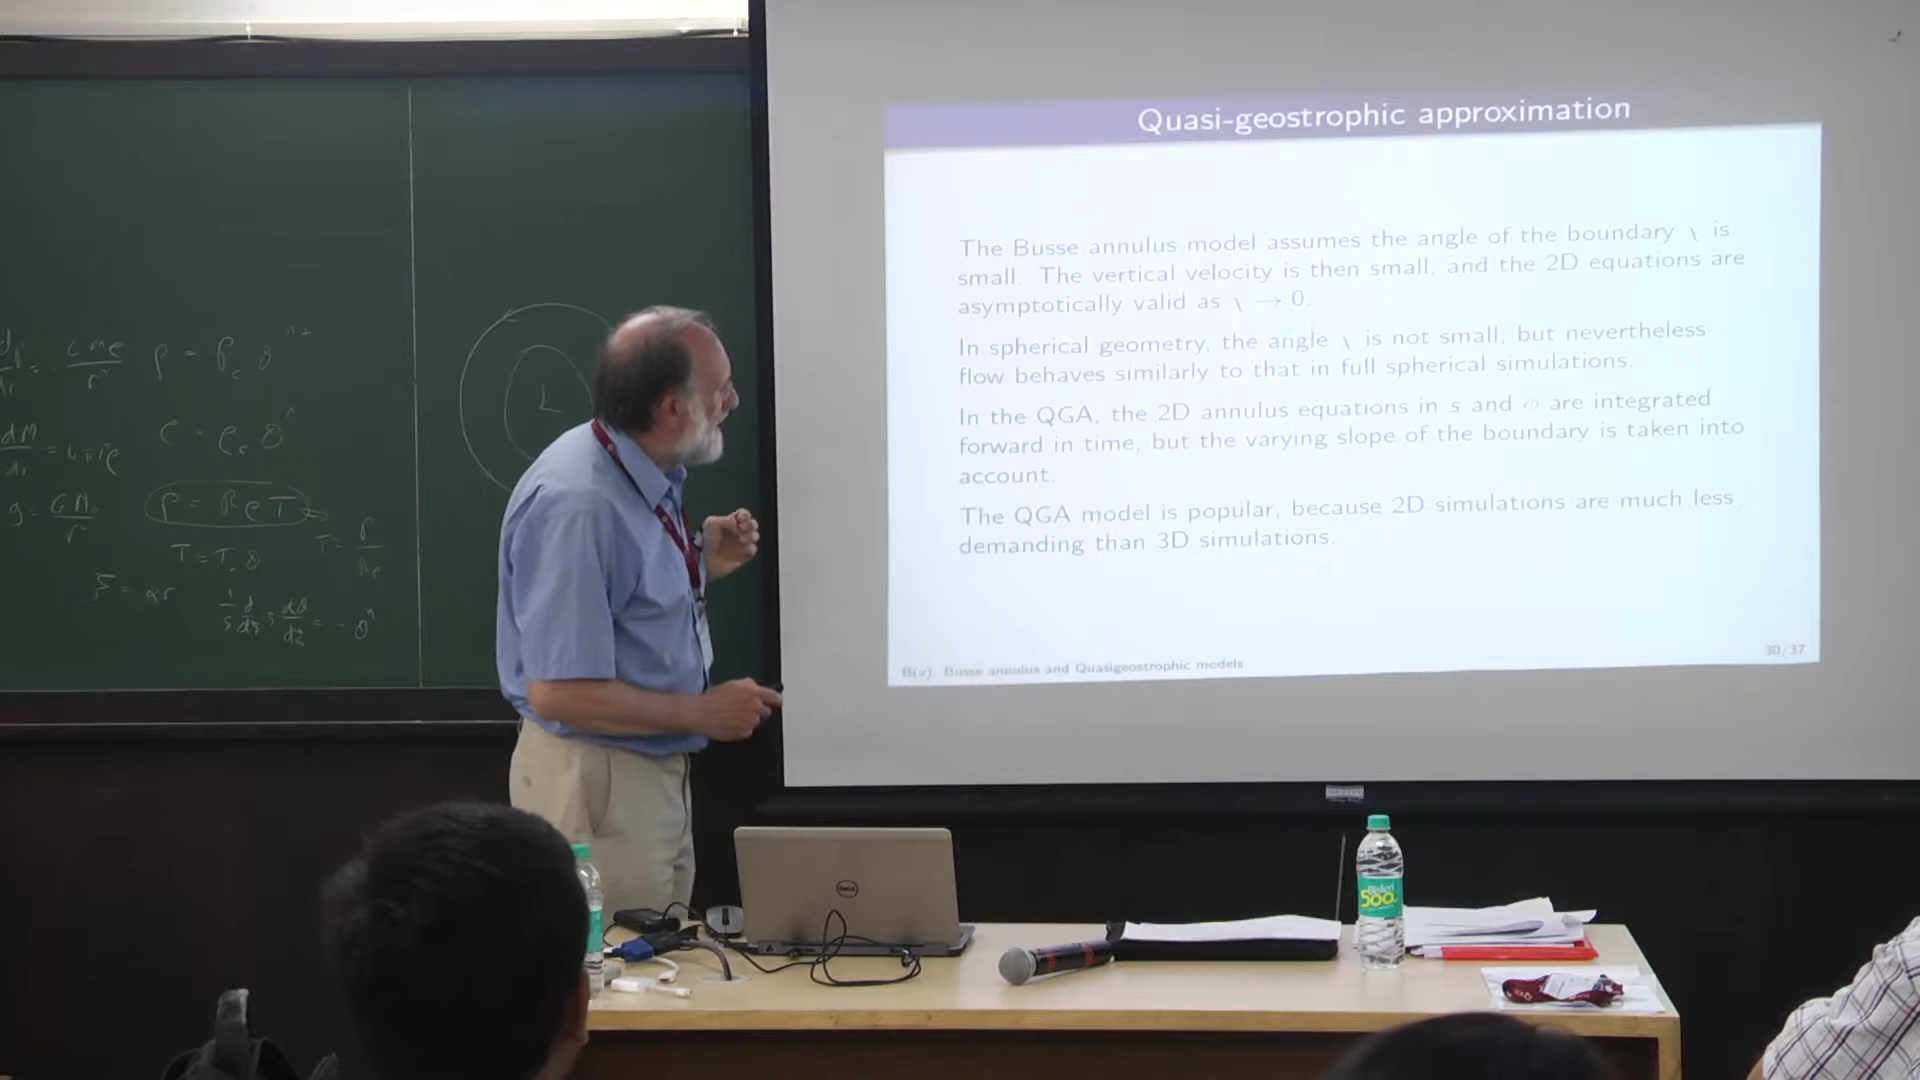 Quasi-geostrophic approximation
The Busse annulus model assumes the angle of the boundary \ is
small. The vertical velocity is then small, and the 2D equations are
asymptotically valid as \ → 0.
In spherical geometry, the angle \ is not small, but nevertheless
flow behaves similarly to that in full spherical simulations.
In the QGA, the 2D annulus equations in s and are integrated
forward in time, but the varying slope of the boundary is taken into
account.
The QGA model is popular, because 2D simulations are much less
demanding than 3D simulations.
B(v). Busse annulus and Quasigeostrophic models
30/37
L
DELL
Bisleri
500